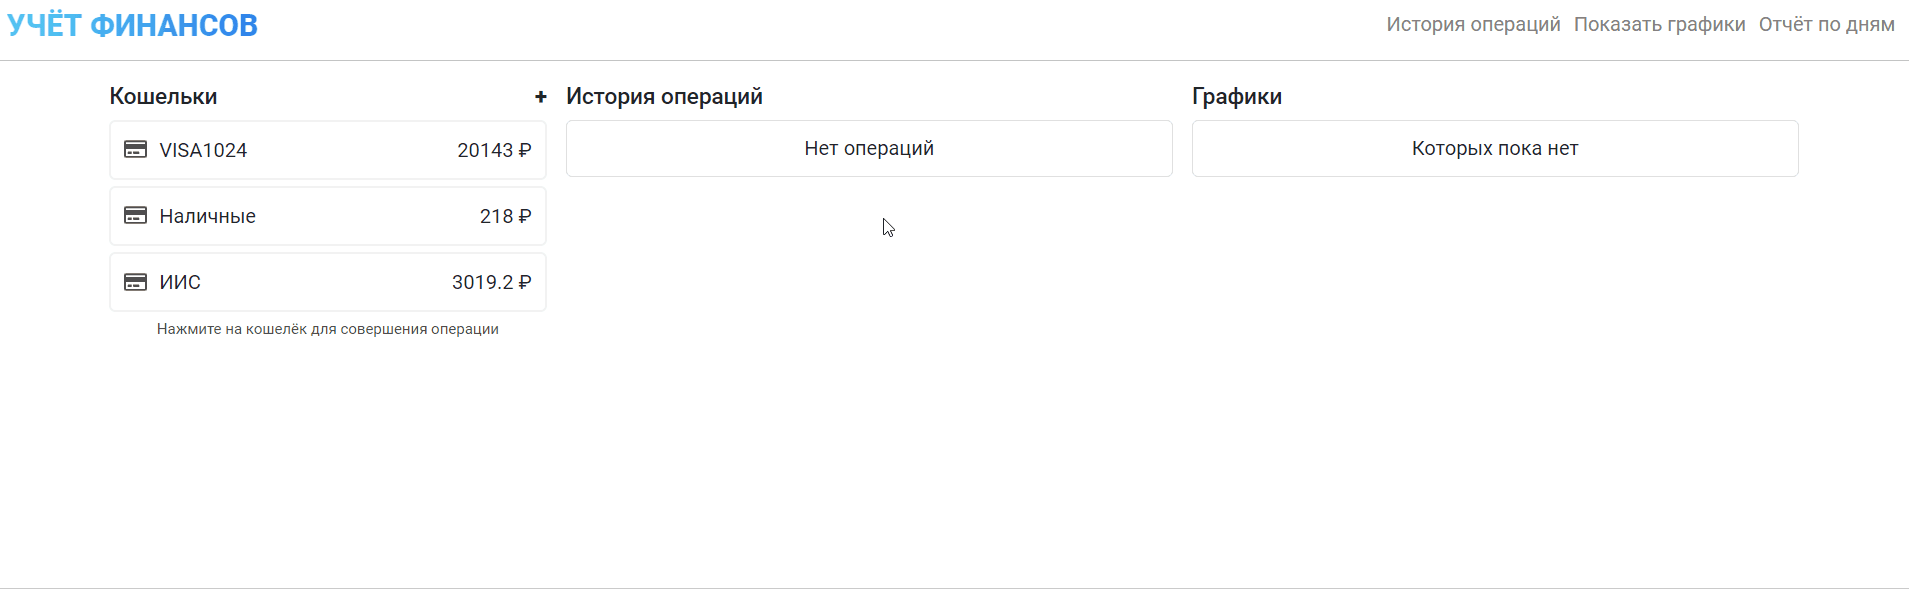 УЧЁТ ФИНАНСОВ
История операций Показать графики Отчёт по дням
Кошельки +
VISA1024 20143 ₽
Наличные 218 ₽
ИИС 3019.2 ₽
Нажмите на кошелёк для совершения операции
История операций
Нет операций
Графики
Которых пока нет